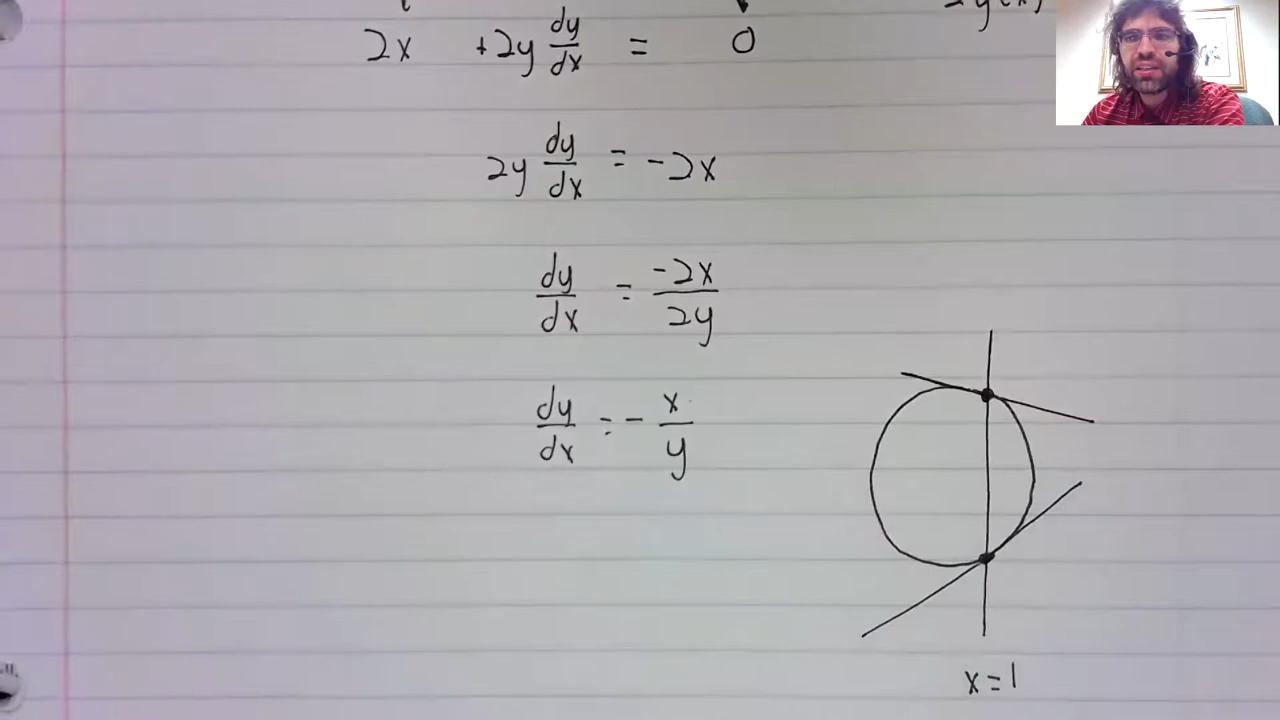 2x + 2y dy/dx = 0
2y dy/dx = -2x
dy/dx = -2x/2y
dy/dx = - x/y
x = 1